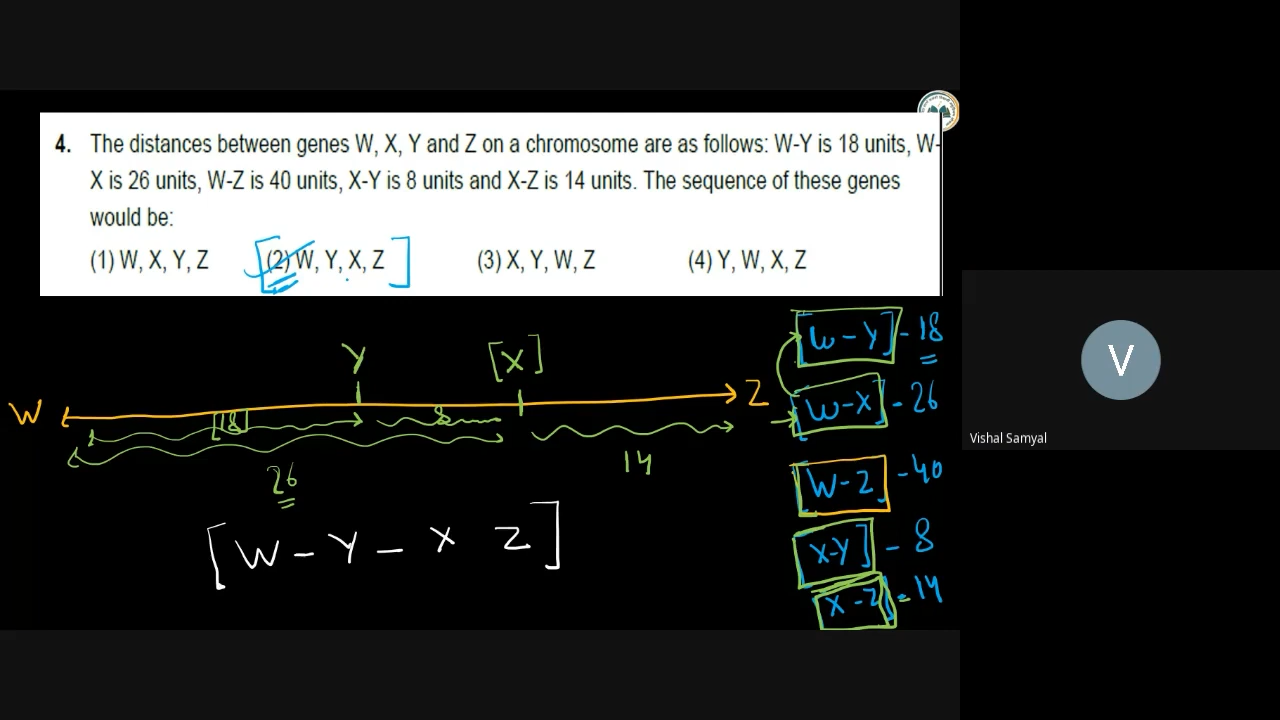 4. The distances between genes W, X, Y and Z on a chromosome are as follows: W-Y is 18 units, W-
X is 26 units, W-Z is 40 units, X-Y is 8 units and X-Z is 14 units. The sequence of these genes
would be:
(1) W, X, Y, Z (2) W, Y, X, Z (3) X, Y, W, Z (4) Y, W, X, Z
[W - Y] - 18
Y [X]
W Z
[W-X] - 26
[18] 8
26 14
[W-Z] - 40
[W - Y - X Z]
X-Y] - 8
X - Z] - 14
V
Vishal Samyal